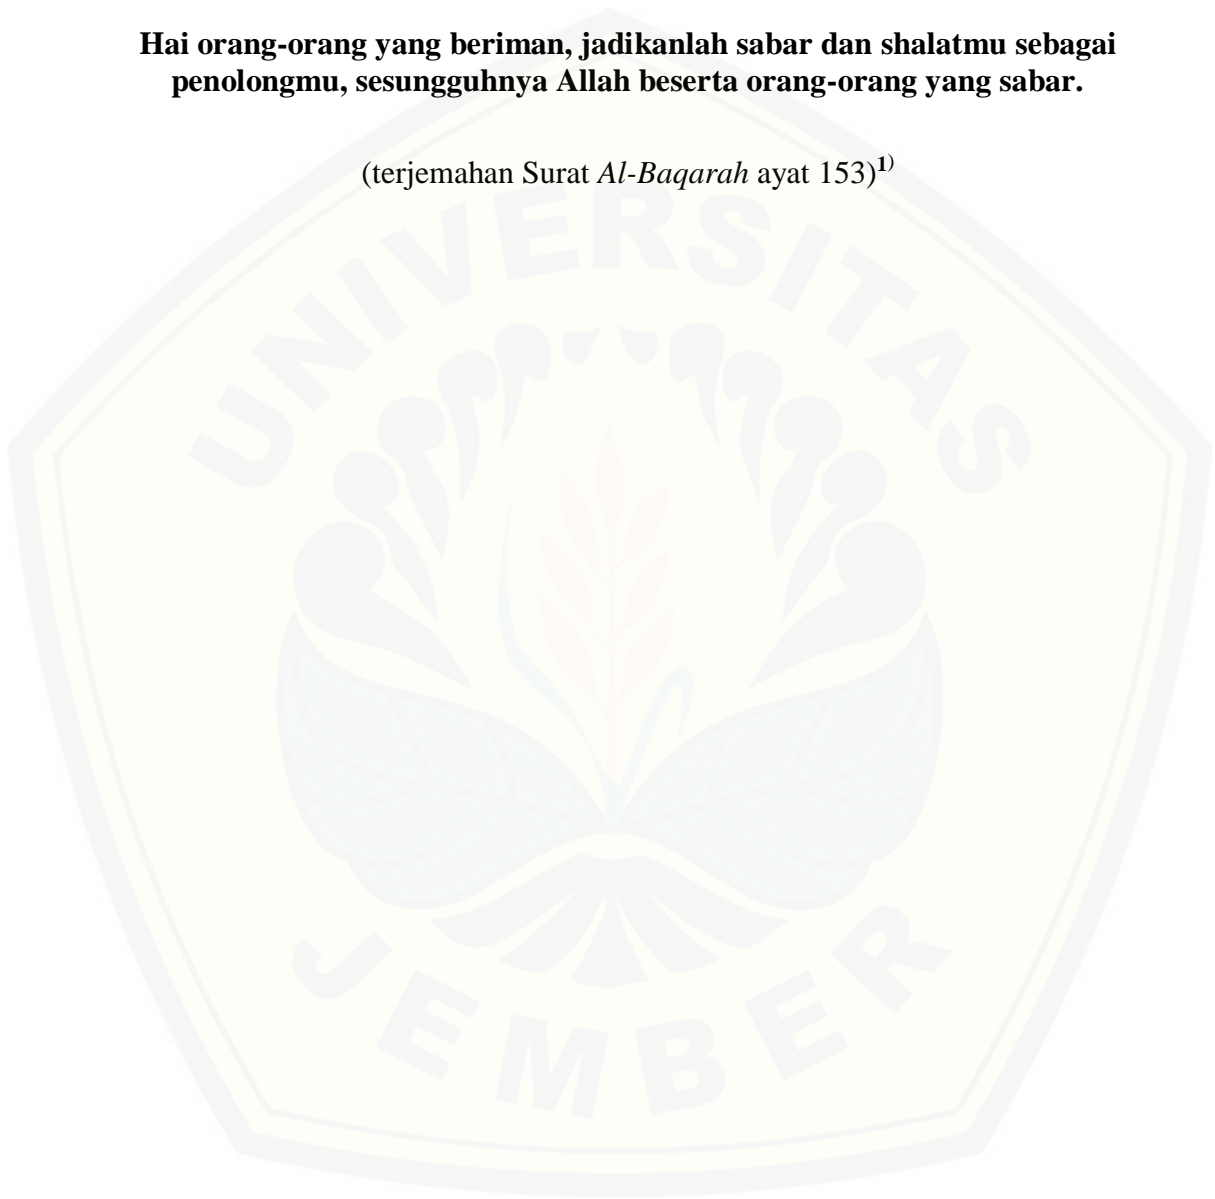 Hai orang-orang yang beriman, jadikanlah sabar dan shalatmu sebagai
penolongmu, sesungguhnya Allah beserta orang-orang yang sabar.
(terjemahan Surat Al-Baqarah ayat 153)1)
UNIVERSITAS
JEMBER